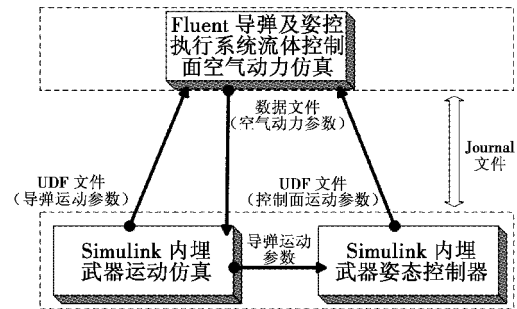 Fluent 导弹及姿控
执行系统流体控制
面空气动力仿真
数据文件
（空气动力参数）
Journal
文件
UDF 文件
（导弹运动参数）
UDF 文件
（控制面运动参数）
Simulink 内埋
武器运动仿真
导弹运动
参数
Simulink 内埋
武器姿态控制器